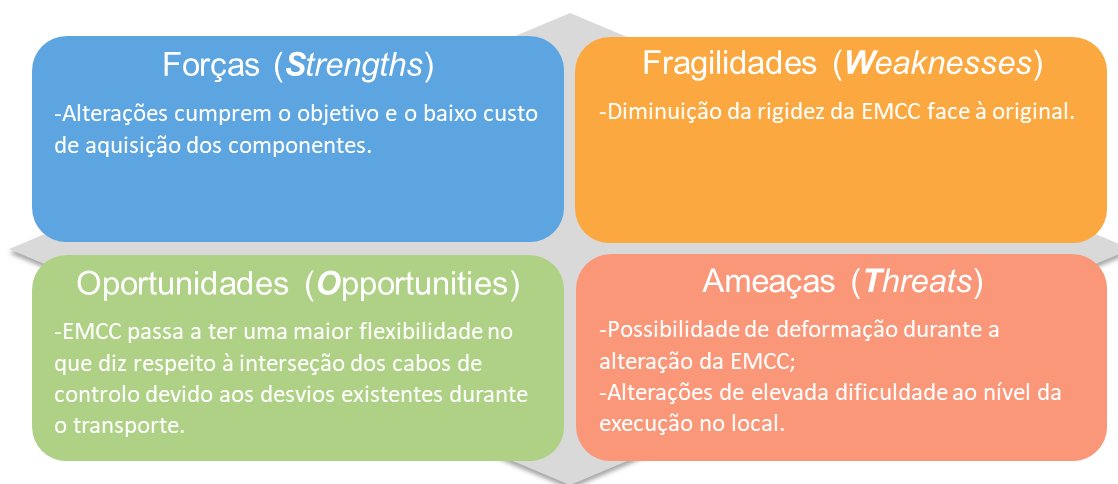 Forças (Strengths)
-Alterações cumprem o objetivo e o baixo custo
de aquisição dos componentes.
Fragilidades (Weaknesses)
-Diminuição da rigidez da EMCC face à original.
Oportunidades (Opportunities)
-EMCC passa a ter uma maior flexibilidade no
que diz respeito à interseção dos cabos de
controlo devido aos desvios existentes durante
o transporte.
Ameaças (Threats)
-Possibilidade de deformação durante a
alteração da EMCC;
-Alterações de elevada dificuldade ao nível da
execução no local.